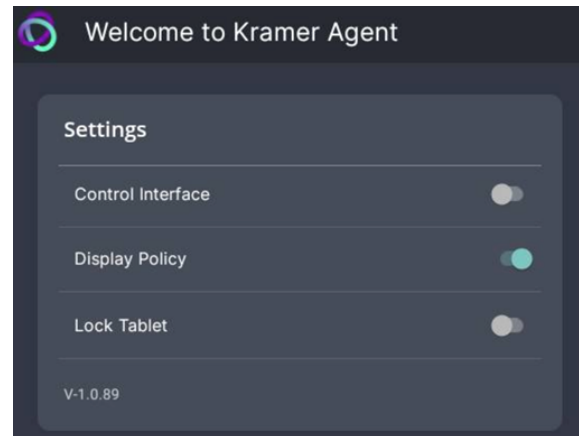 Welcome to Kramer Agent
Settings
Control Interface
Display Policy
Lock Tablet
V-1.0.89